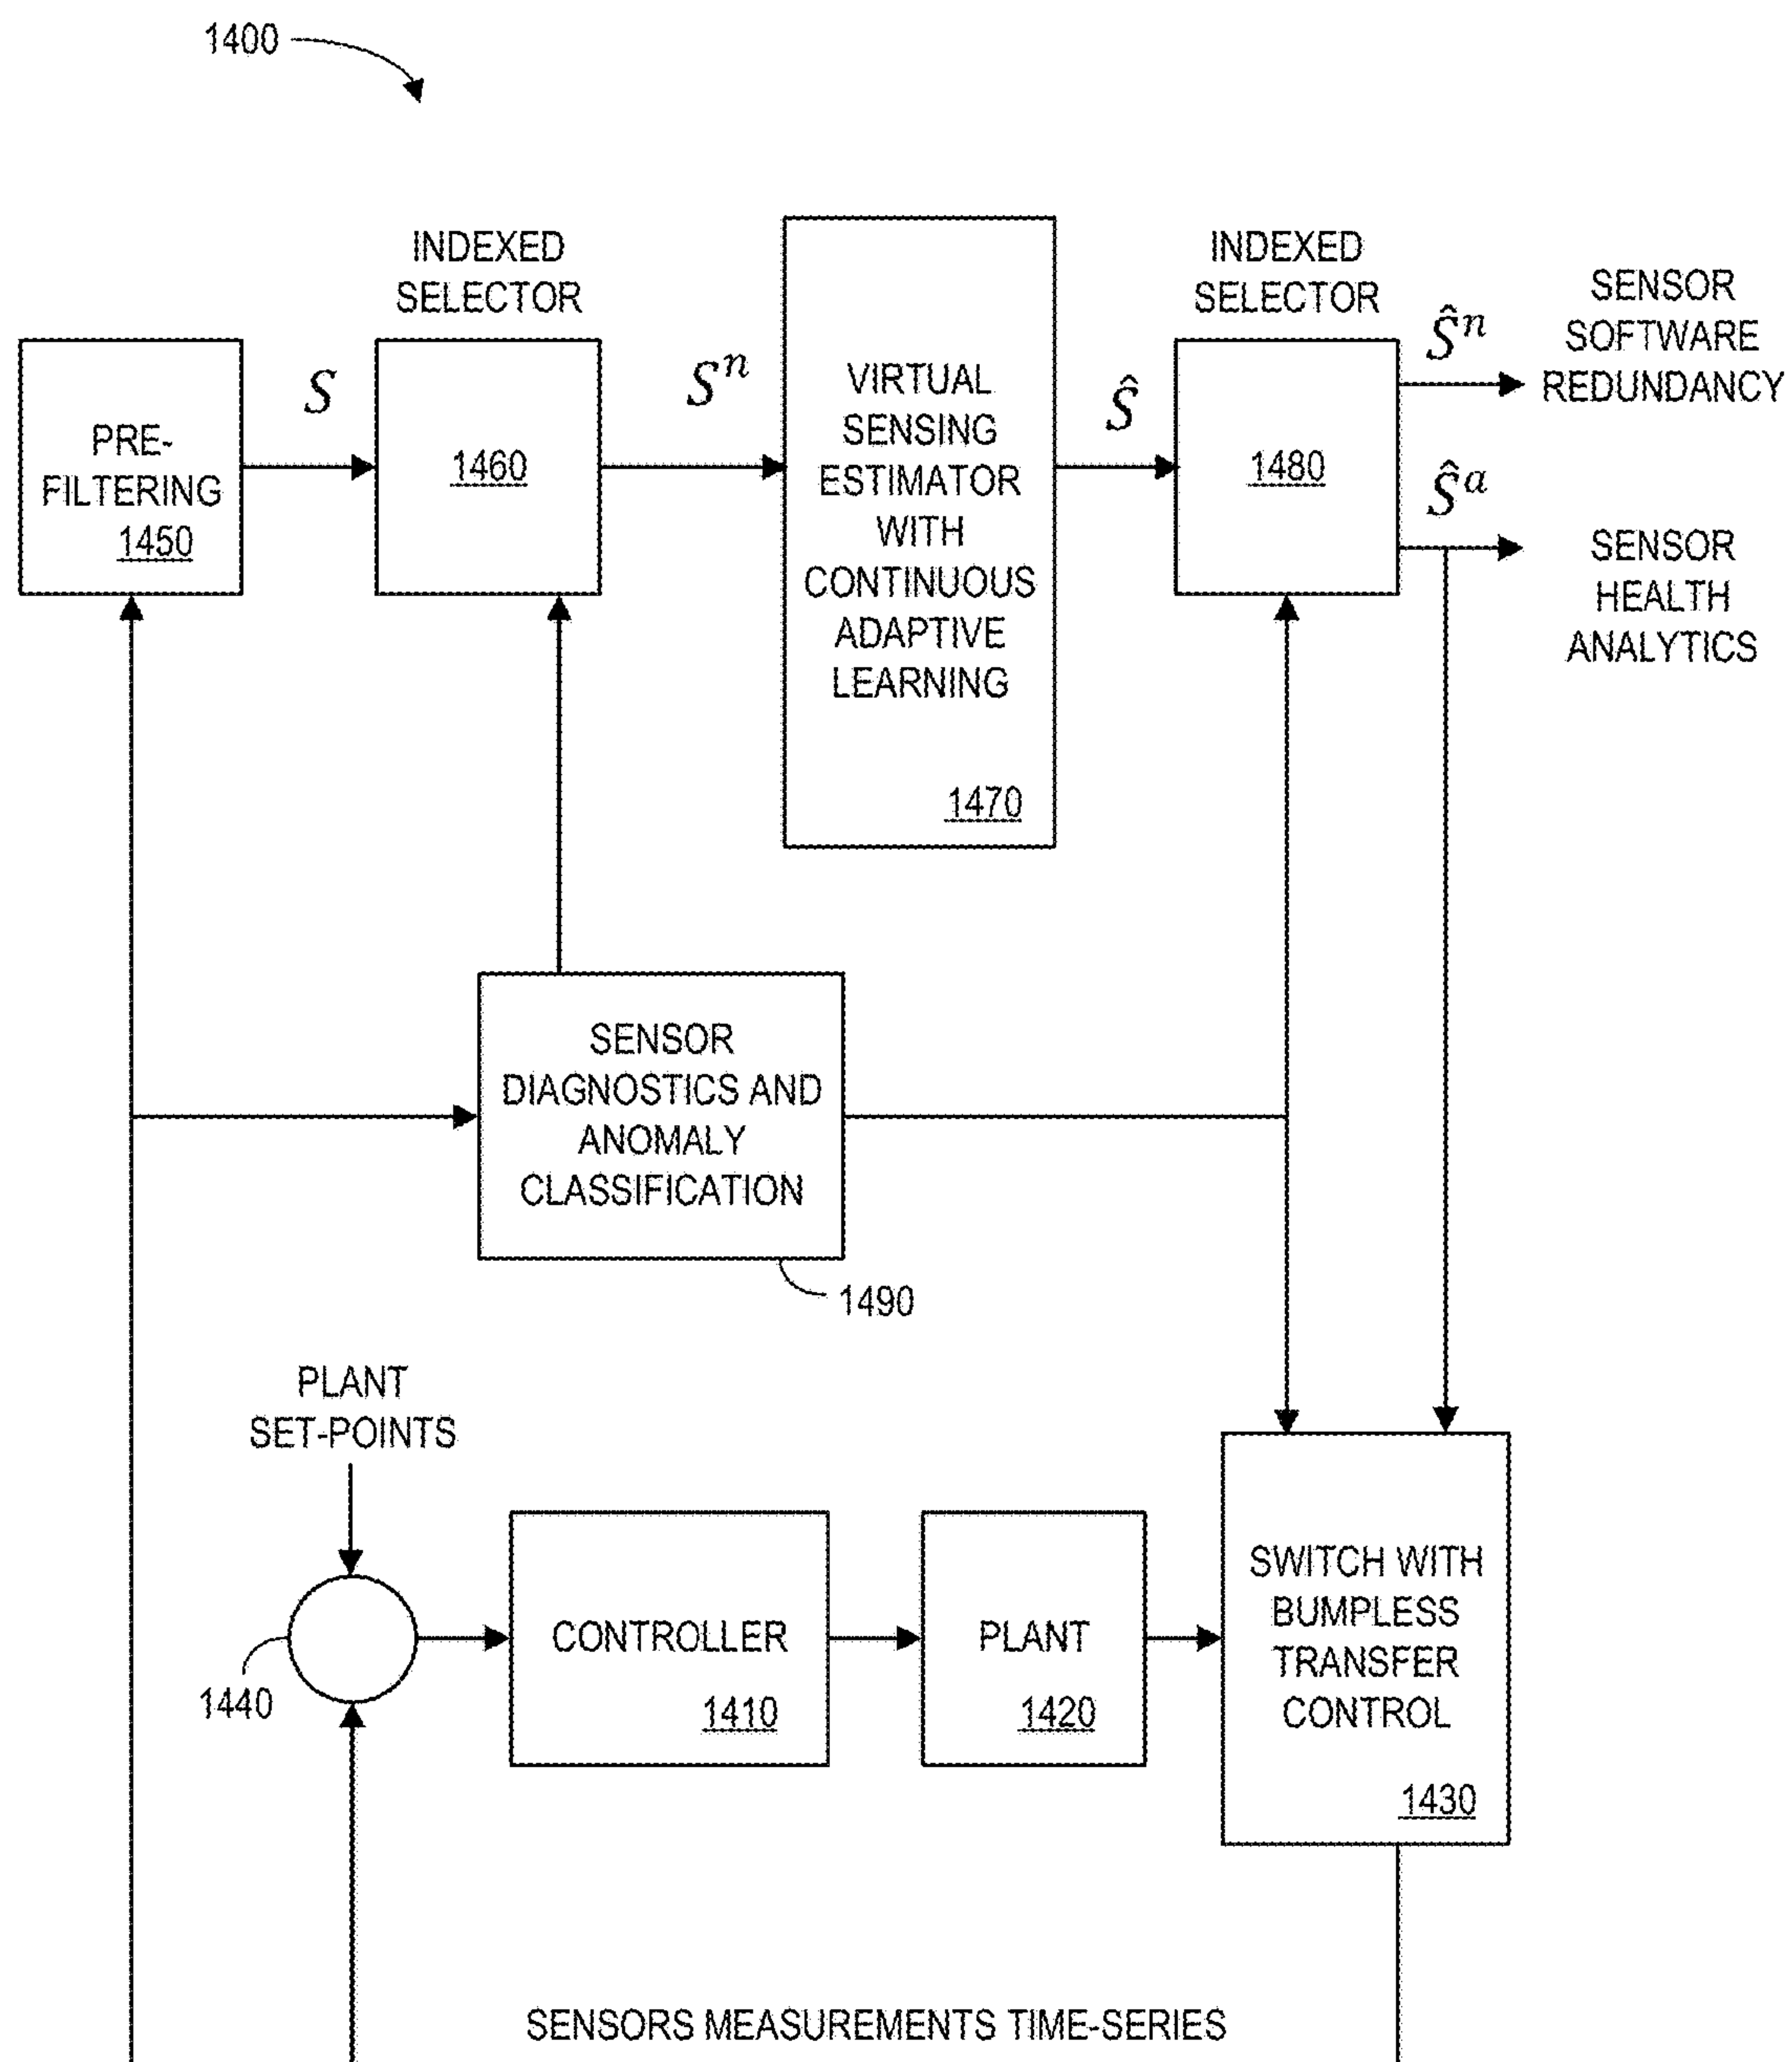 1400
INDEXED
SELECTOR
INDEXED
SELECTOR
SENSOR
SOFTWARE
REDUNDANCY
PRE-
FILTERING
1450
S
1460
Sⁿ
VIRTUAL
SENSING
ESTIMATOR
WITH
CONTINUOUS
ADAPTIVE
LEARNING
1470
Ŝ
1480
Ŝⁿ
Ŝᵃ
SENSOR
HEALTH
ANALYTICS
SENSOR
DIAGNOSTICS AND
ANOMALY
CLASSIFICATION
1490
PLANT
SET-POINTS
1440
CONTROLLER
1410
PLANT
1420
SWITCH WITH
BUMPLESS
TRANSFER
CONTROL
1430
SENSORS MEASUREMENTS TIME-SERIES